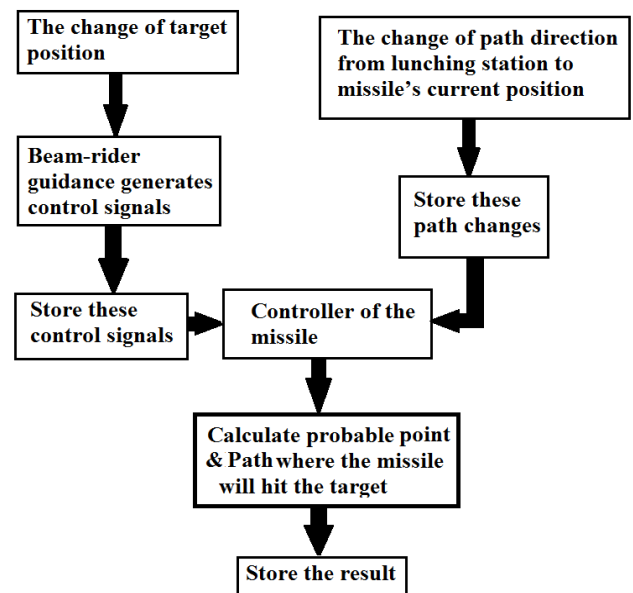 The change of target
position
The change of path direction
from lunching station to
missile's current position
Beam-rider
guidance generates
control signals
Store these
path changes
Store these
control signals
Controller of the
missile
Calculate probable point
& Path where the missile
will hit the target
Store the result